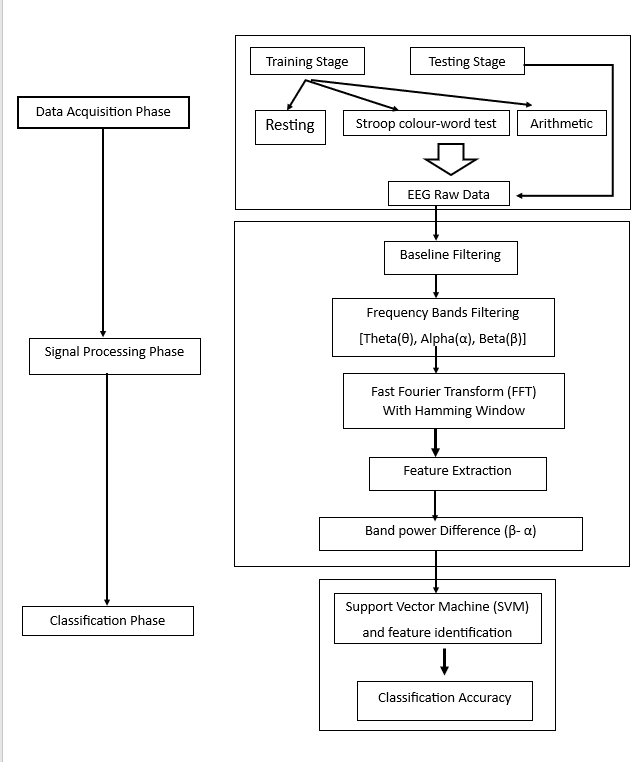 Training Stage
Testing Stage
Data Acquisition Phase
Resting
Stroop colour-word test
Arithmetic
EEG Raw Data
Baseline Filtering
Frequency Bands Filtering
[Theta(θ), Alpha(α), Beta(β)]
Signal Processing Phase
Fast Fourier Transform (FFT)
With Hamming Window
Feature Extraction
Band power Difference (β- α)
Support Vector Machine (SVM)
and feature identification
Classification Phase
Classification Accuracy